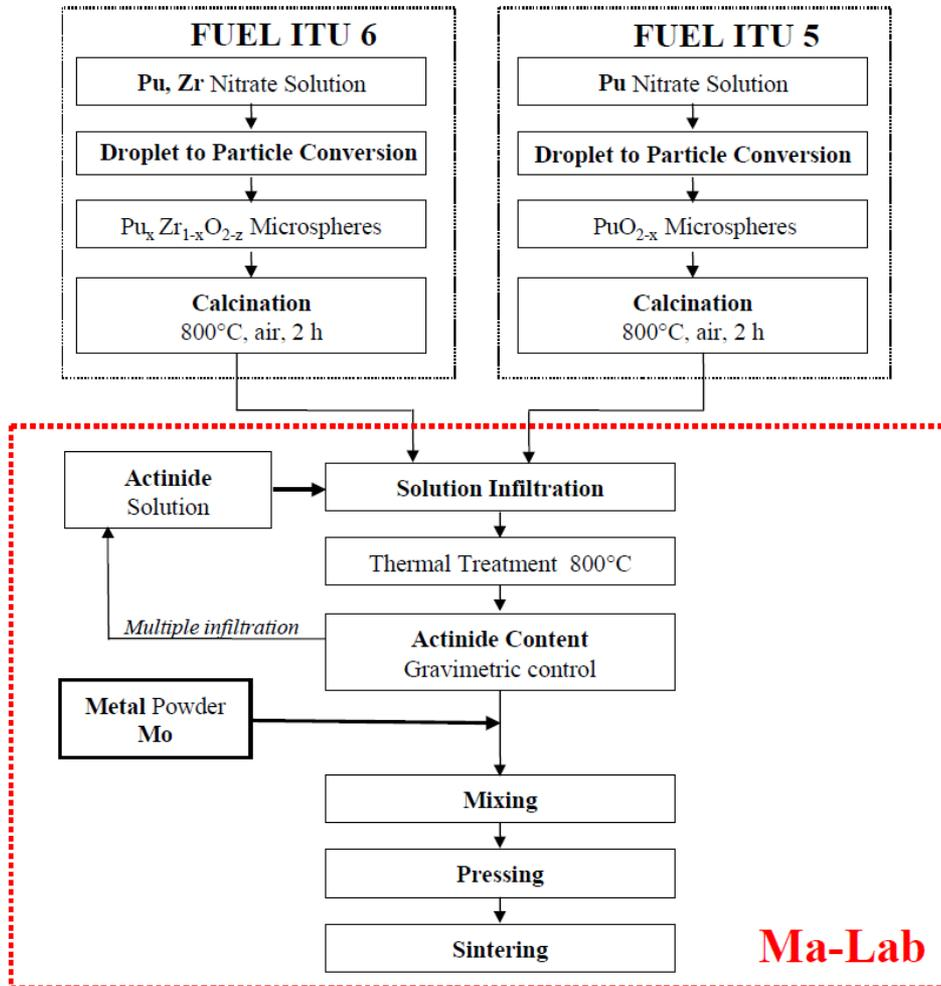 FUEL ITU 6
Pu, Zr Nitrate Solution
Droplet to Particle Conversion
PuxZr1-xO2-z Microspheres
Calcination
800°C, air, 2 h
FUEL ITU 5
Pu Nitrate Solution
Droplet to Particle Conversion
PuO2-x Microspheres
Calcination
800°C, air, 2 h
Actinide
Solution
Solution Infiltration
Thermal Treatment 800°C
Multiple infiltration
Actinide Content
Gravimetric control
Metal Powder
Mo
Mixing
Pressing
Sintering
Ma-Lab